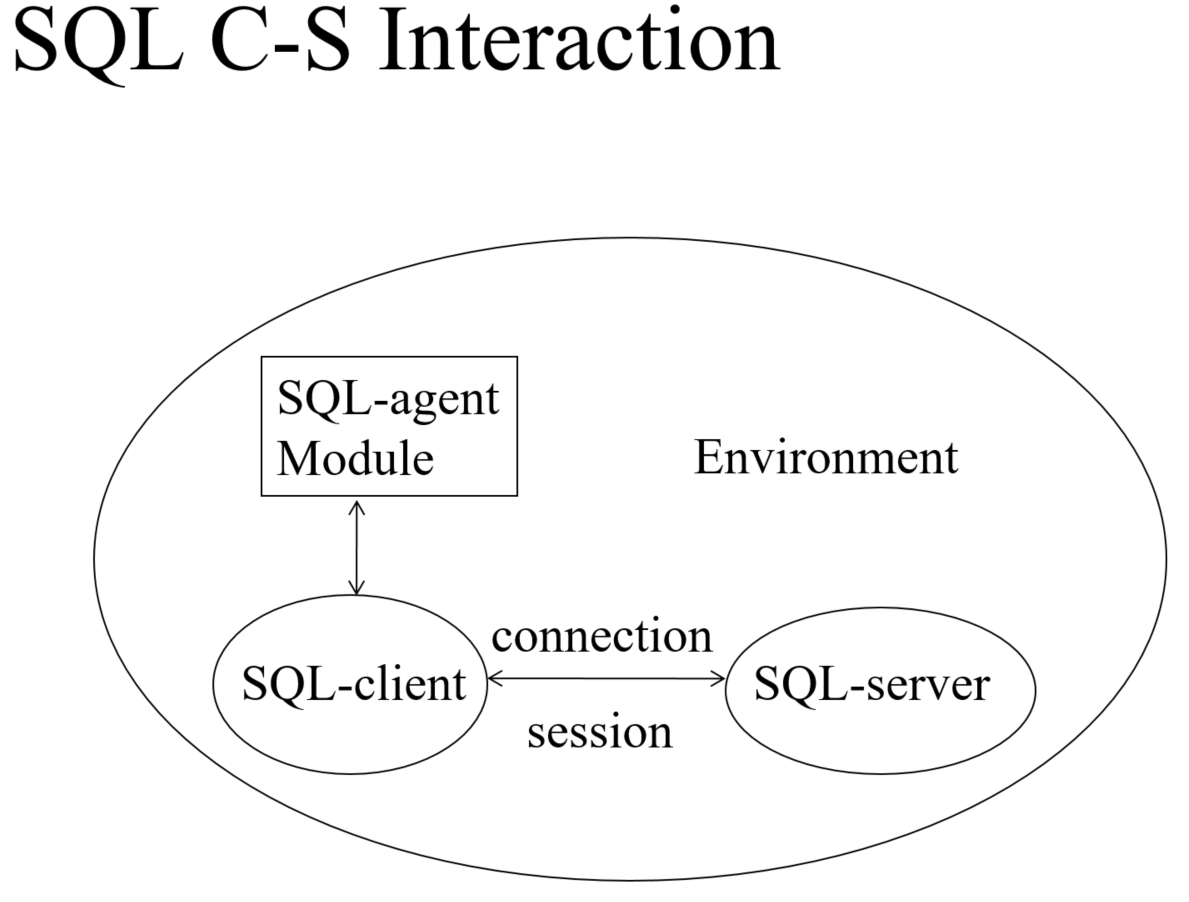 SQL C-S Interaction
SQL-agent
Module
Environment
connection
SQL-client
SQL-server
session